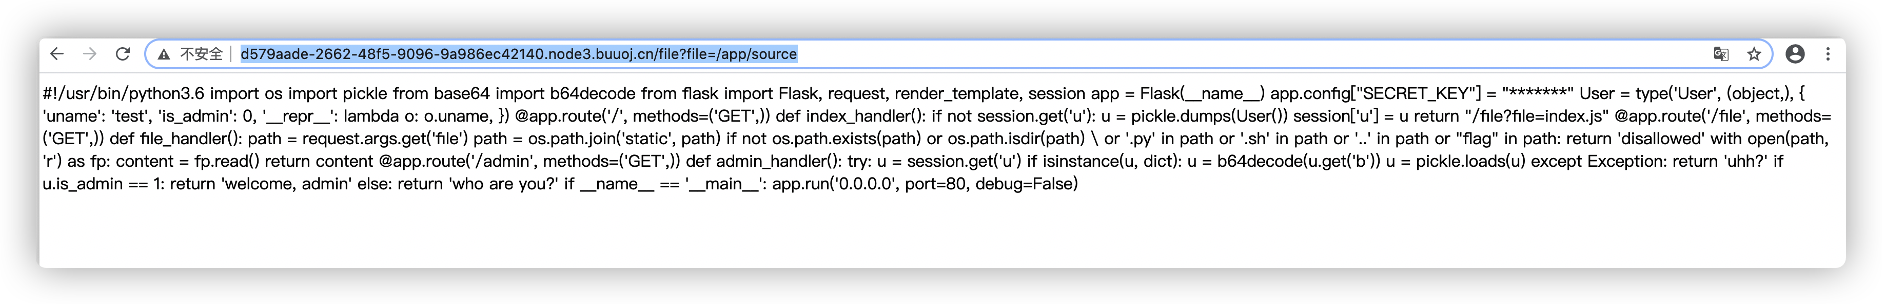 不安全 | d579aade-2662-48f5-9096-9a986ec42140.node3.buuoj.cn/file?file=/app/source
#!/usr/bin/python3.6 import os import pickle from base64 import b64decode from flask import Flask, request, render_template, session app = Flask(__name__) app.config["SECRET_KEY"] = "*******" User = type('User', (object,), {
'uname': 'test', 'is_admin': 0, '__repr__': lambda o: o.uname, }) @app.route('/', methods=('GET',)) def index_handler(): if not session.get('u'): u = pickle.dumps(User()) session['u'] = u return "/file?file=index.js" @app.route('/file', methods=
('GET',)) def file_handler(): path = request.args.get('file') path = os.path.join('static', path) if not os.path.exists(path) or os.path.isdir(path) \ or '.py' in path or '.sh' in path or '..' in path or "flag" in path: return 'disallowed' with open(path,
'r') as fp: content = fp.read() return content @app.route('/admin', methods=('GET',)) def admin_handler(): try: u = session.get('u') if isinstance(u, dict): u = b64decode(u.get('b')) u = pickle.loads(u) except Exception: return 'uhh?' if
u.is_admin == 1: return 'welcome, admin' else: return 'who are you?' if __name__ == '__main__': app.run('0.0.0.0', port=80, debug=False)